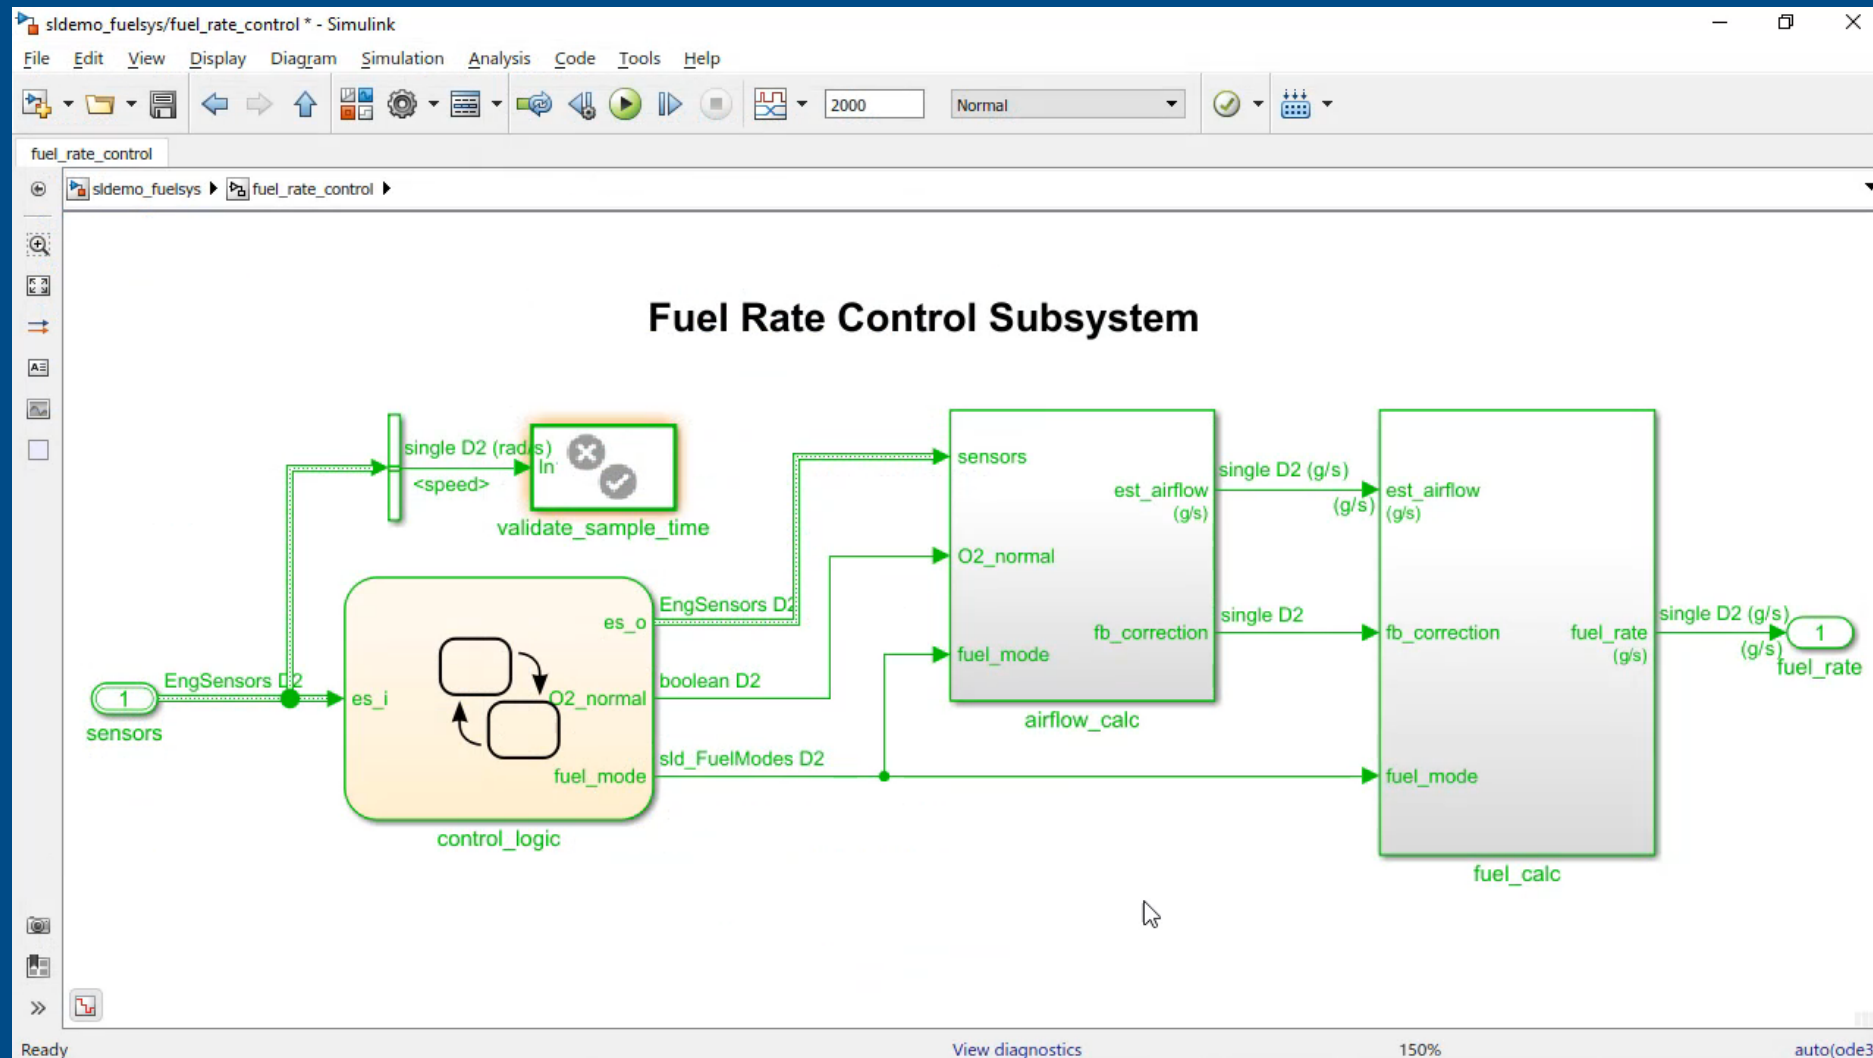 sldemo_fuelsys/fuel_rate_control * - Simulink
File Edit View Display Diagram Simulation Analysis Code Tools Help
2000 Normal
fuel_rate_control
sldemo_fuelsys fuel_rate_control
Fuel Rate Control Subsystem
single D2 (rad/s)
<speed>
In
validate_sample_time
1
sensors
EngSensors D2
es_i
es_o
O2_normal
fuel_mode
control_logic
EngSensors D2
boolean D2
sld_FuelModes D2
sensors
O2_normal
fuel_mode
est_airflow
(g/s)
fb_correction
airflow_calc
single D2 (g/s)
(g/s)
single D2
est_airflow
(g/s)
fb_correction
fuel_mode
fuel_rate
(g/s)
fuel_calc
single D2 (g/s)
(g/s)
1
fuel_rate
Ready View diagnostics 150% auto(ode3